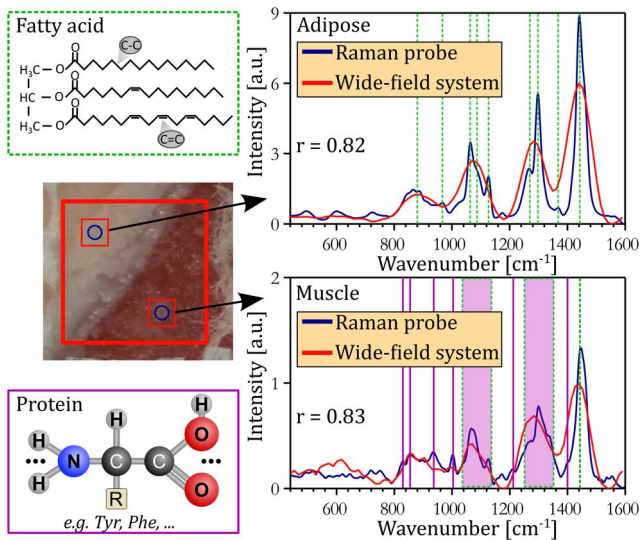 Fatty acid
C-C
O
H₃C
O
O
HC
O
O
H₃C
O
C=C
Protein
H
H
H
O
N
C
C
H
R
O
e.g. Tyr, Phe, ...
Adipose
Raman probe
Wide-field system
r = 0.82
Intensity [a.u.]
9
6
3
0
600 800 1000 1200 1400 1600
Wavenumber [cm⁻¹]
Muscle
Raman probe
Wide-field system
r = 0.83
Intensity [a.u.]
2
1
0
600 800 1000 1200 1400 1600
Wavenumber [cm⁻¹]